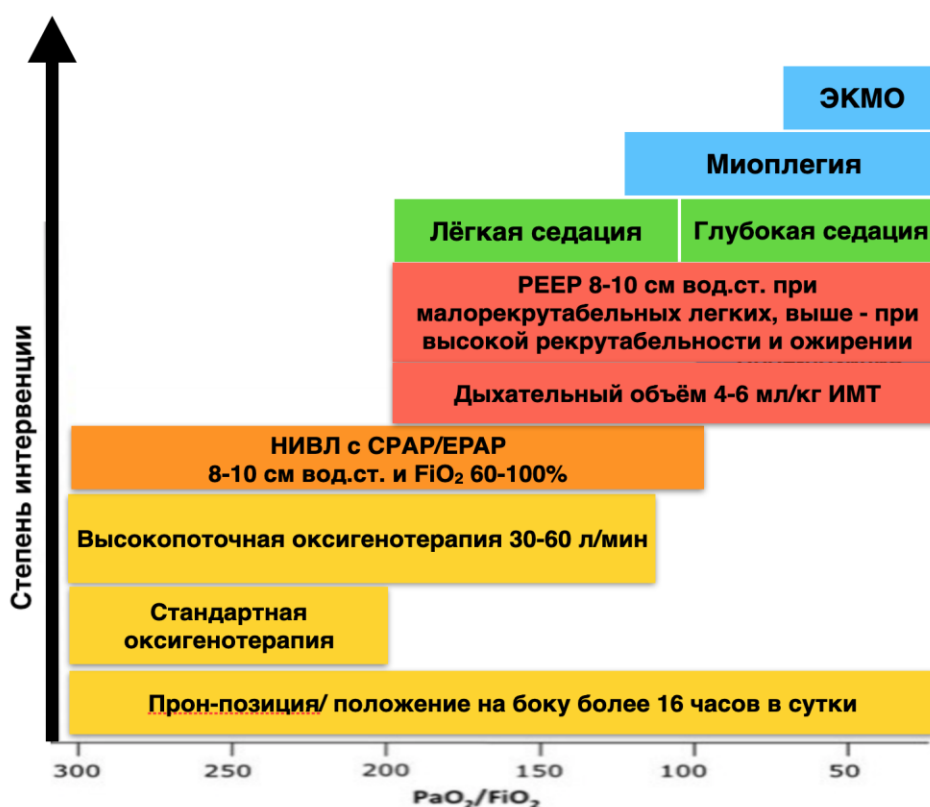 ЭКМО
Миоплегия
Лёгкая седация
Глубокая седация
PEEP 8-10 см вод.ст. при
малорекрутабельных легких, выше - при
высокой рекрутабельности и ожирении
Дыхательный объём 4-6 мл/кг ИМТ
НИВЛ с CPAP/EPAP
8-10 см вод.ст. и FiO₂ 60-100%
Высокопоточная оксигенотерапия 30-60 л/мин
Стандартная
оксигенотерапия
Прон-позиция/ положение на боку более 16 часов в сутки
Степень интервенции
300 250 200 150 100 50
PaO₂/FiO₂